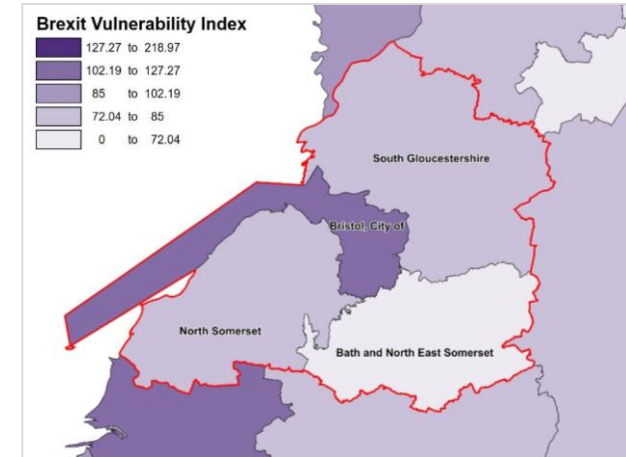 Brexit Vulnerability Index
127.27 to 218.97
102.19 to 127.27
85 to 102.19
72.04 to 85
0 to 72.04
South Gloucestershire
Bristol, City of
North Somerset
Bath and North East Somerset